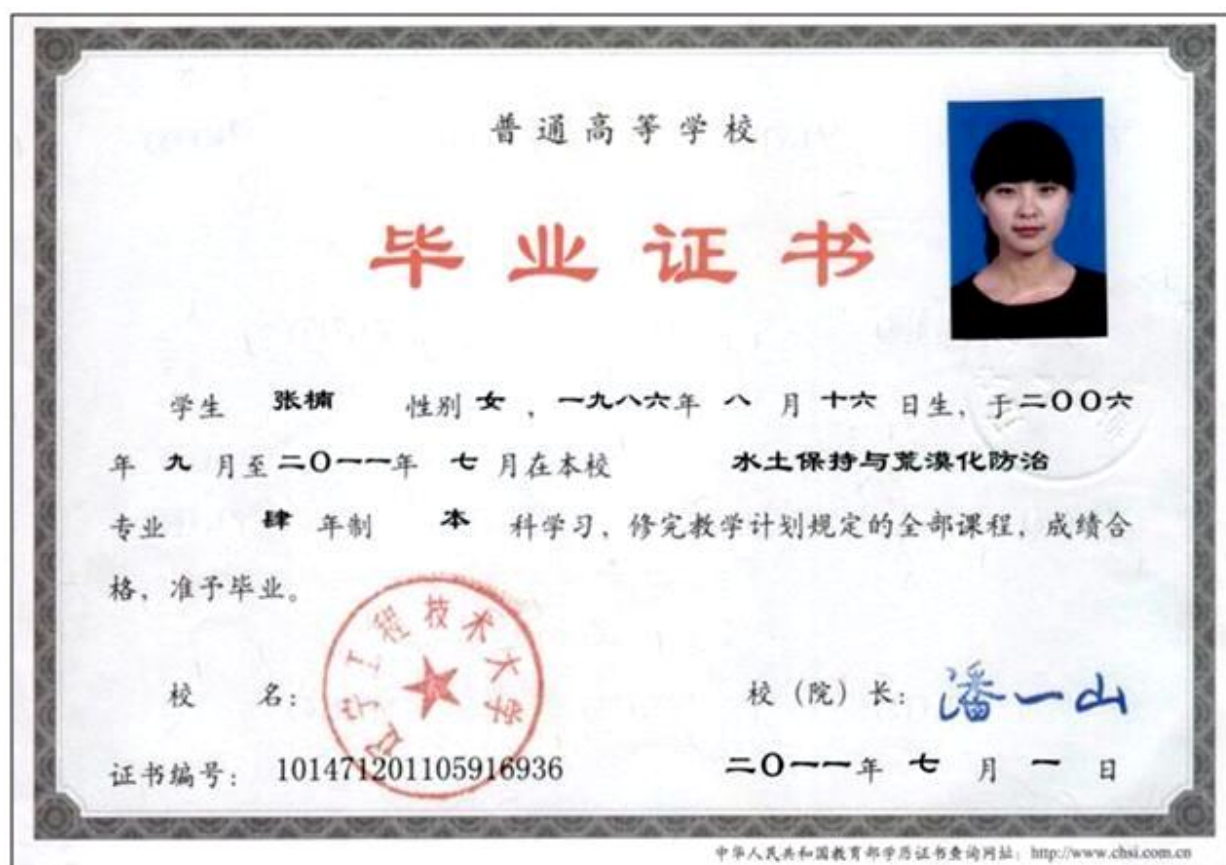 普通高等学校
毕业证书
学生 张楠 性别 女 ，一九八六年 八 月 十六 日生，于二〇〇六
年 九 月至二〇一一年 七 月在本校 水土保持与荒漠化防治
专业 肆 年制 本 科学习，修完教学计划规定的全部课程，成绩合
格，准予毕业。
辽宁工程技术大学
校 名： 校（院）长：潘一山
证书编号： 101471201105916936 二〇一一年 七 月 一 日
中华人民共和国教育部学历证书查询网址：http://www.chsi.com.cn